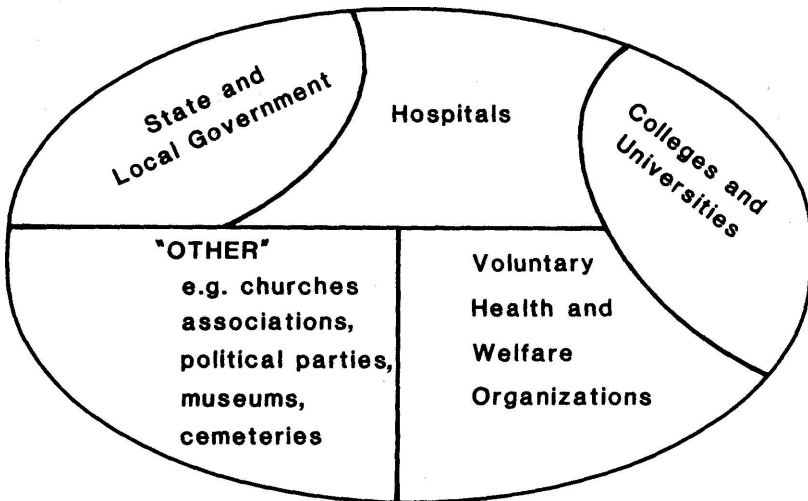 State and
Local Government
Hospitals
Colleges and
Universities
"OTHER"
e.g. churches
associations,
political parties,
museums,
cemeteries
Voluntary
Health and
Welfare
Organizations